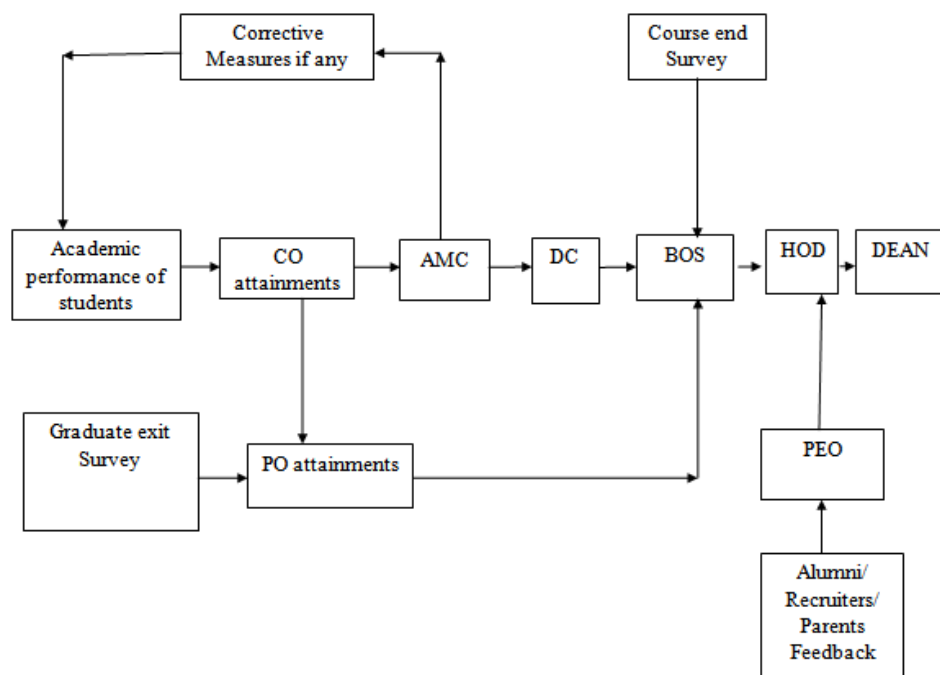 Corrective
Measures if any
Course end
Survey
Academic
performance of
students
CO
attainments
AMC
DC
BOS
HOD
DEAN
Graduate exit
Survey
PO attainments
PEO
Alumni/
Recruiters/
Parents
Feedback